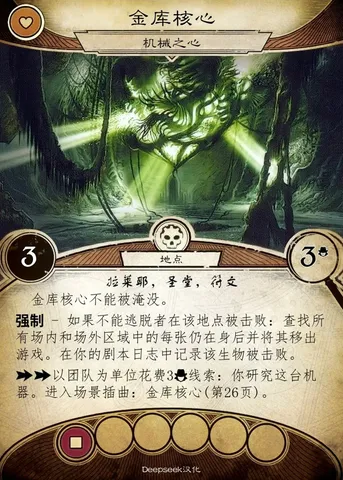 金库核心
机械之心
3
地点
3
拉莱耶，圣堂，符文
金库核心不能被淹没。
强制 - 如果不能逃脱者在该地点被击败：查找所
有场内和场外区域中的每张仍在身后并将其移出
游戏。在你的剧本日志中记录该生物被击败。
以团队为单位花费3线索：你研究这台机
器。进入场景插曲：金库核心(第26页)。
Deepseek汉化